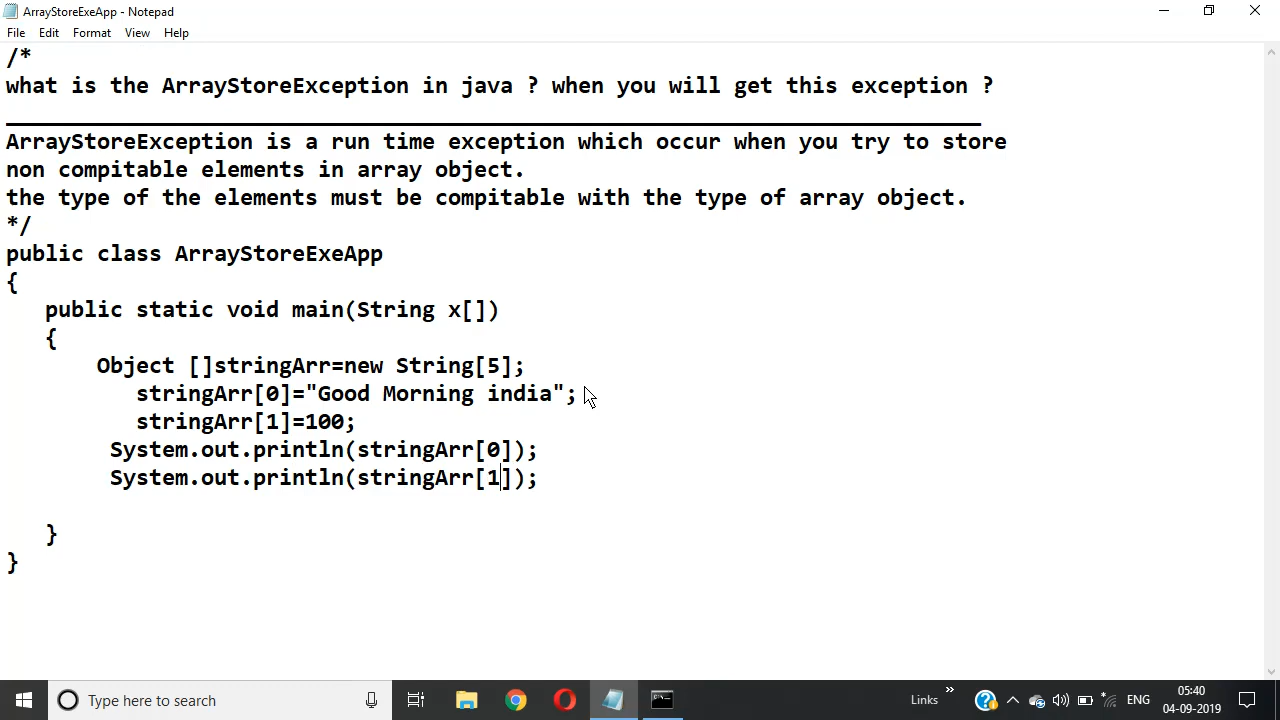 ArrayStoreExeApp - Notepad
File Edit Format View Help
/*
what is the ArrayStoreException in java ? when you will get this exception ?
ArrayStoreException is a run time exception which occur when you try to store
non compitable elements in array object.
the type of the elements must be compitable with the type of array object.
*/
public class ArrayStoreExeApp
{
public static void main(String x[])
{
Object []stringArr=new String[5];
stringArr[0]="Good Morning india";
stringArr[1]=100;
System.out.println(stringArr[0]);
System.out.println(stringArr[1]);
}
}
Type here to search
Links »
ENG
05:40
04-09-2019